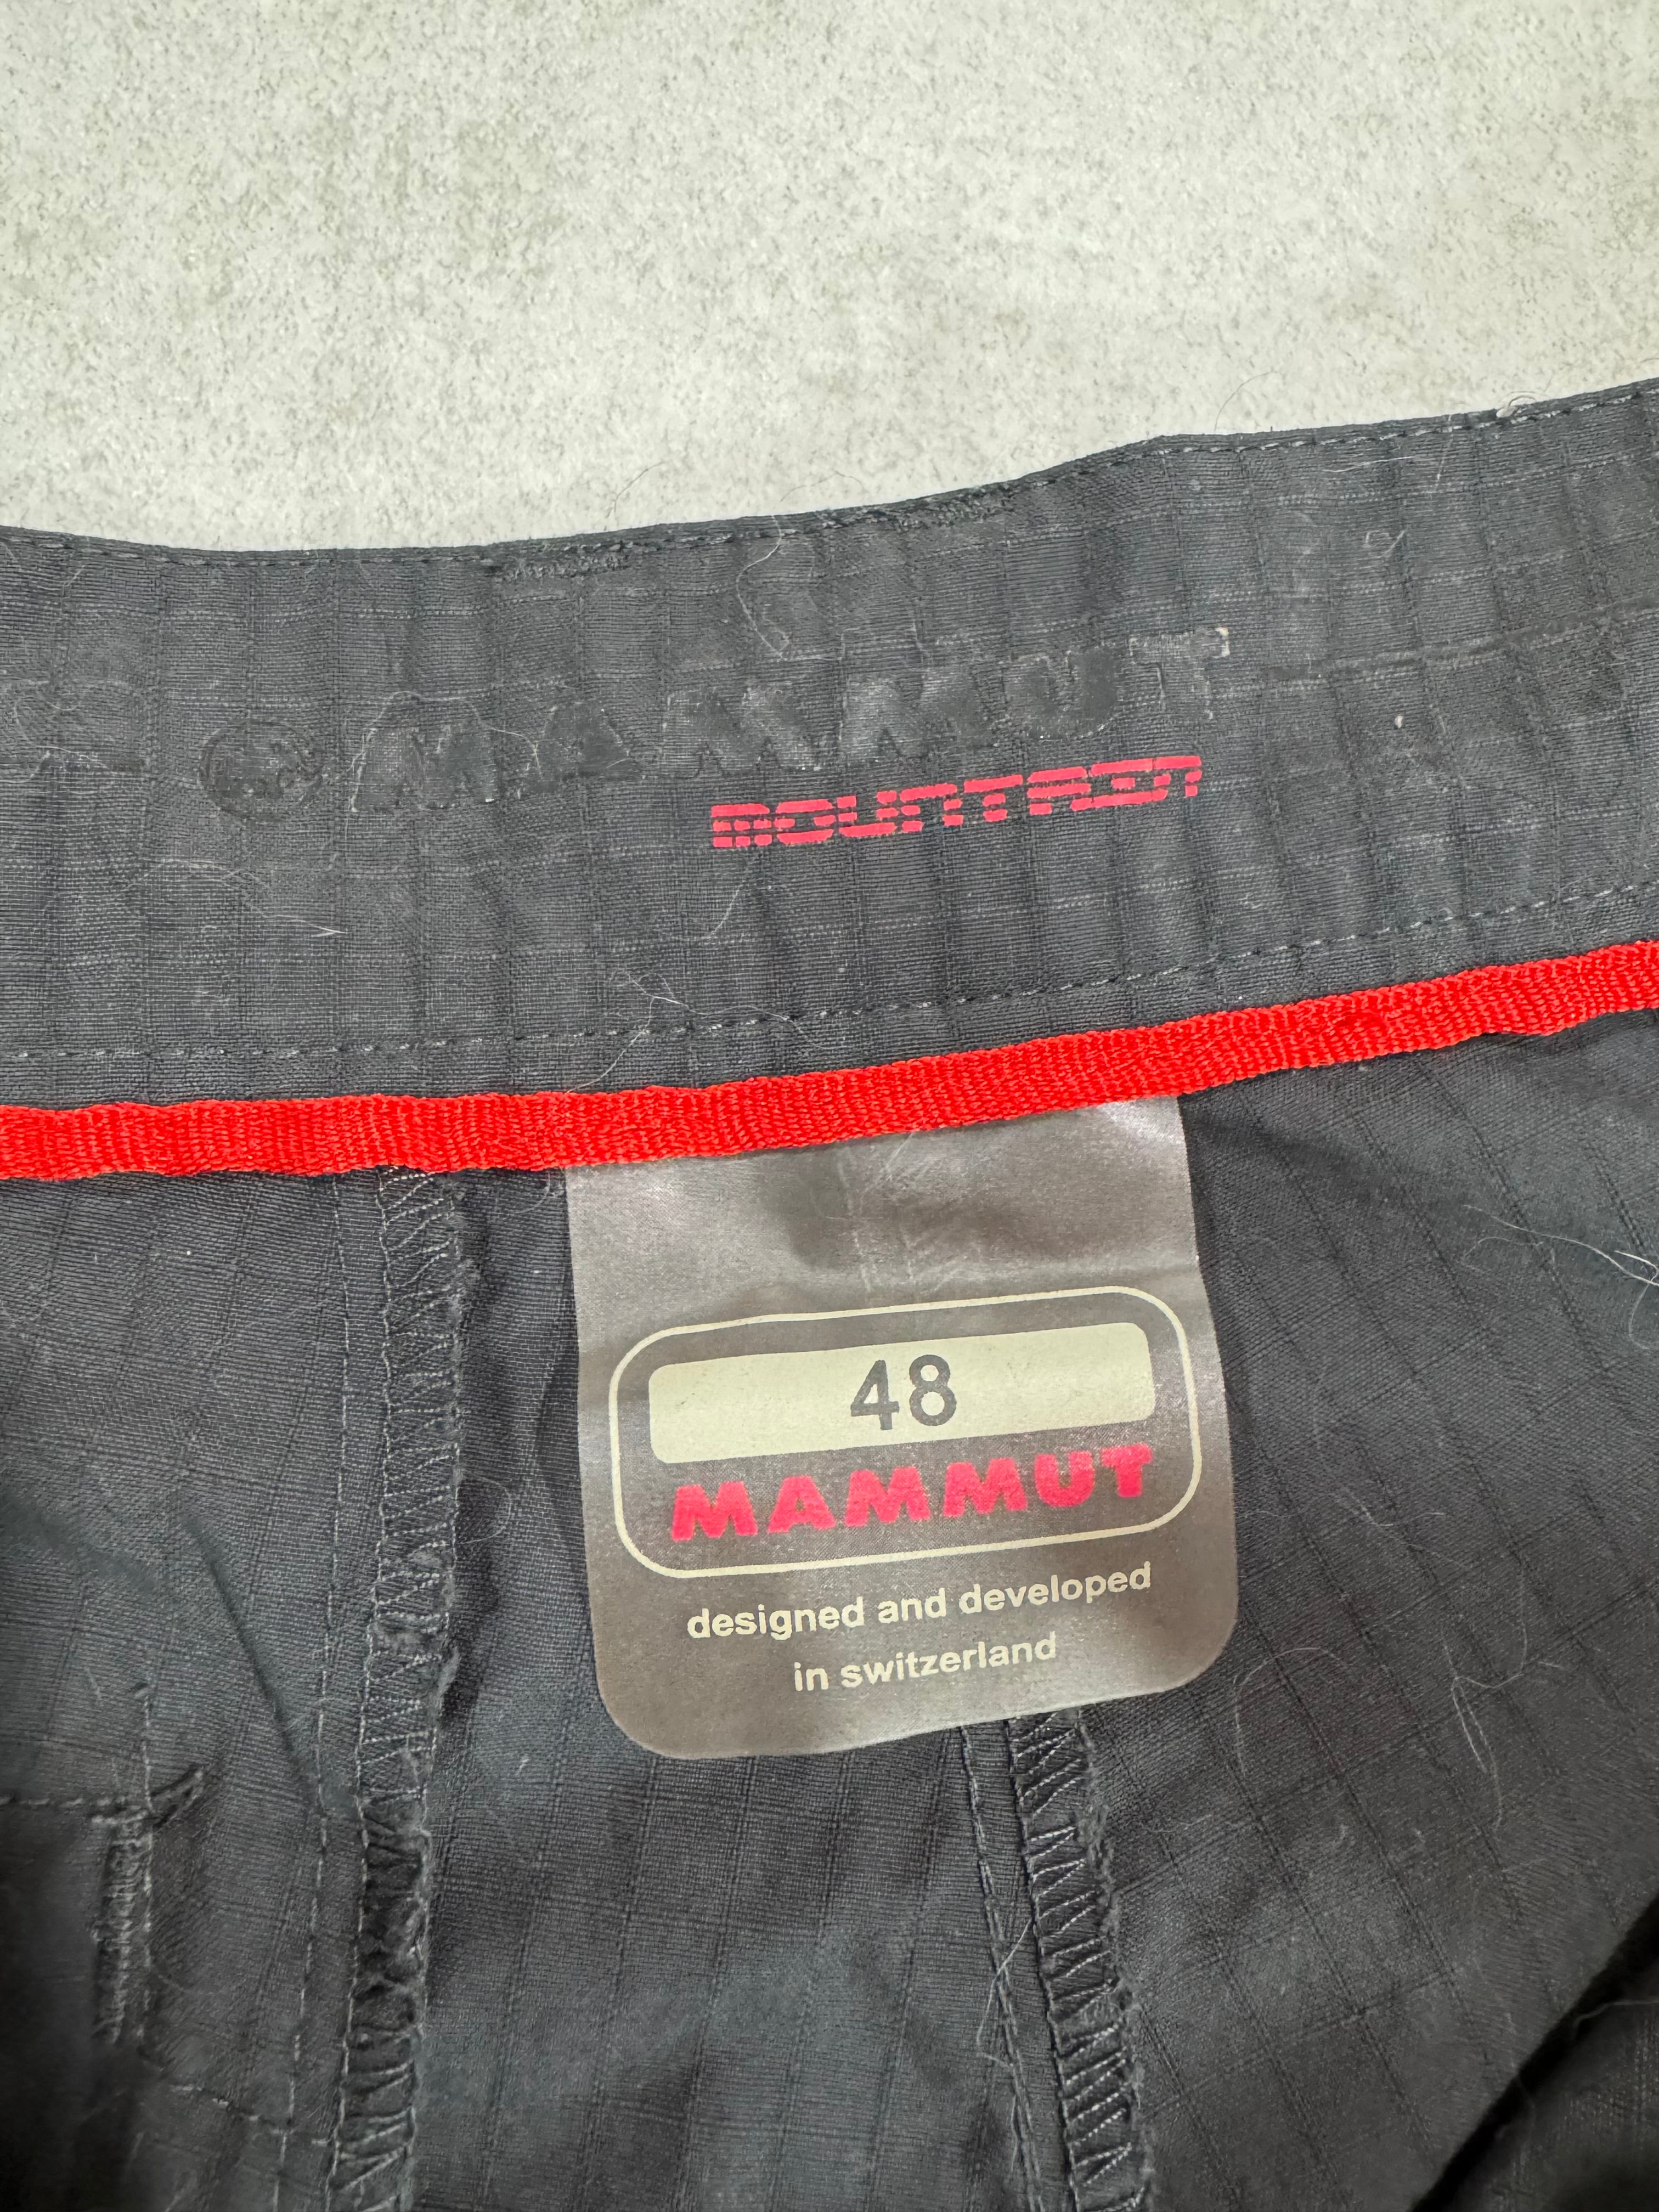 MAMMUT
MOUNTAIN
48
MAMMUT
designed and developed
in switzerland